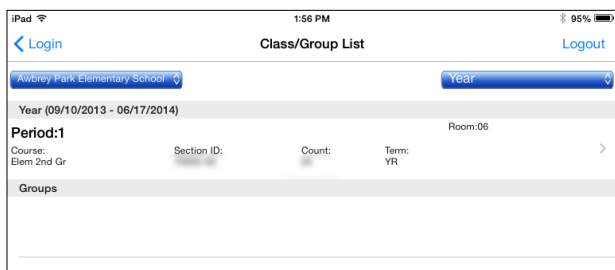 iPad 1:56 PM 95%
Login Class/Group List Logout
Awbrey Park Elementary School Year
Year (09/10/2013 - 06/17/2014)
Period:1 Room:06
Course: Section ID: Count: Term:
Elem 2nd Gr YR
Groups